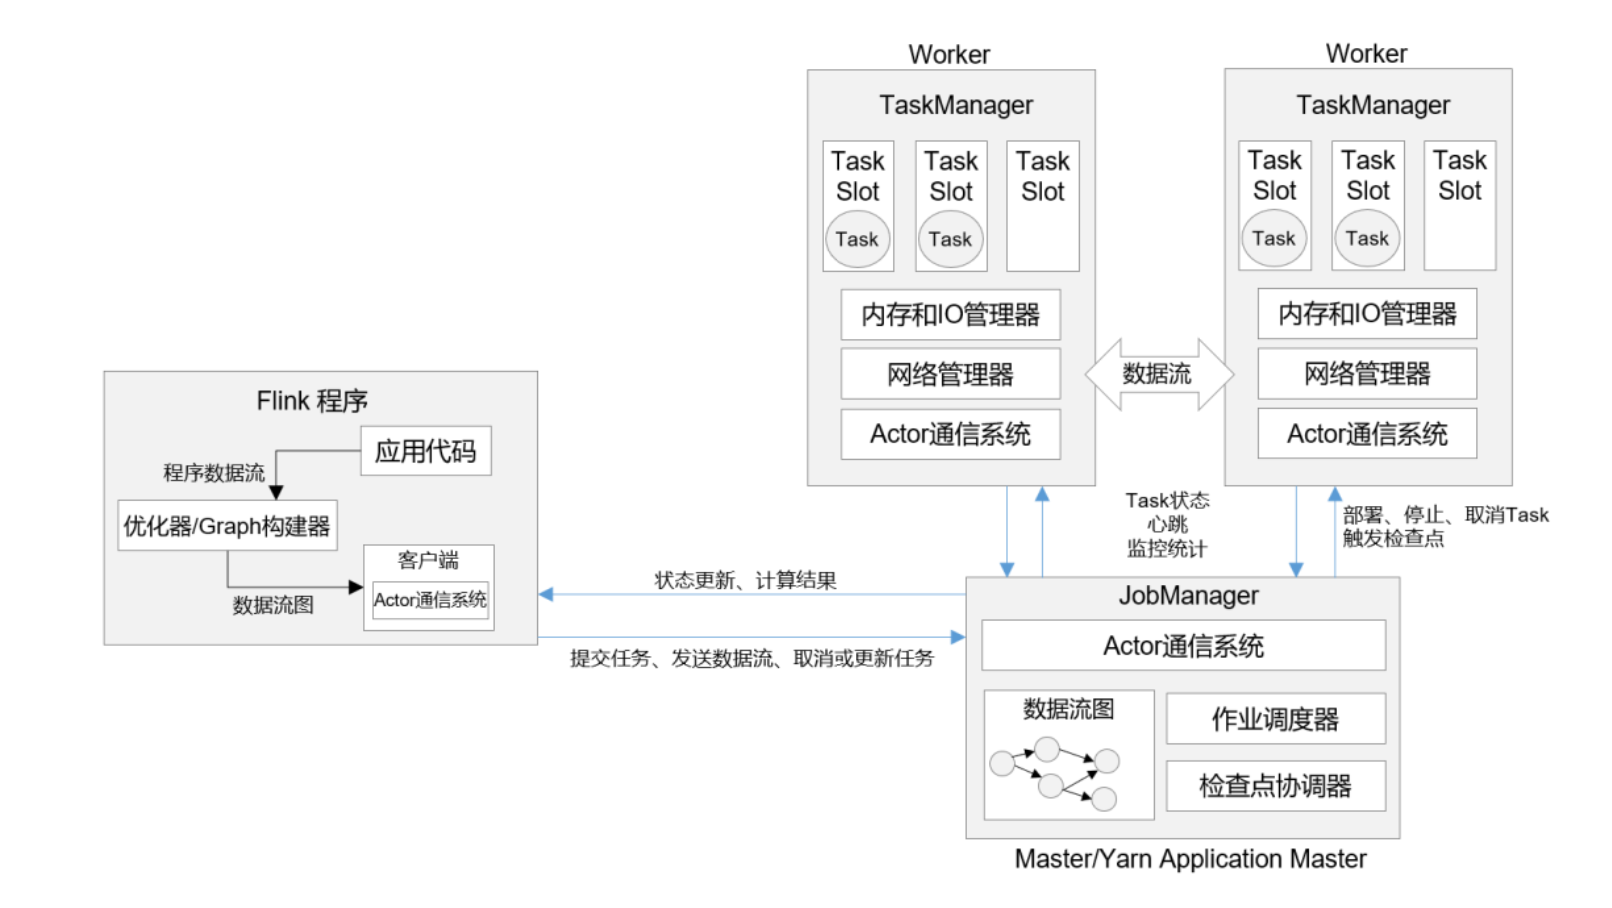 Worker
TaskManager
Task
Slot
Task
Task
Slot
Task
Task
Slot
内存和IO管理器
网络管理器
Actor通信系统
数据流
Worker
TaskManager
Task
Slot
Task
Task
Slot
Task
Task
Slot
内存和IO管理器
网络管理器
Actor通信系统
Flink 程序
应用代码
程序数据流
优化器/Graph构建器
客户端
Actor通信系统
数据流图
Task状态
心跳
监控统计
部署、停止、取消Task
触发检查点
状态更新、计算结果
提交任务、发送数据流、取消或更新任务
JobManager
Actor通信系统
数据流图
作业调度器
检查点协调器
Master/Yarn Application Master